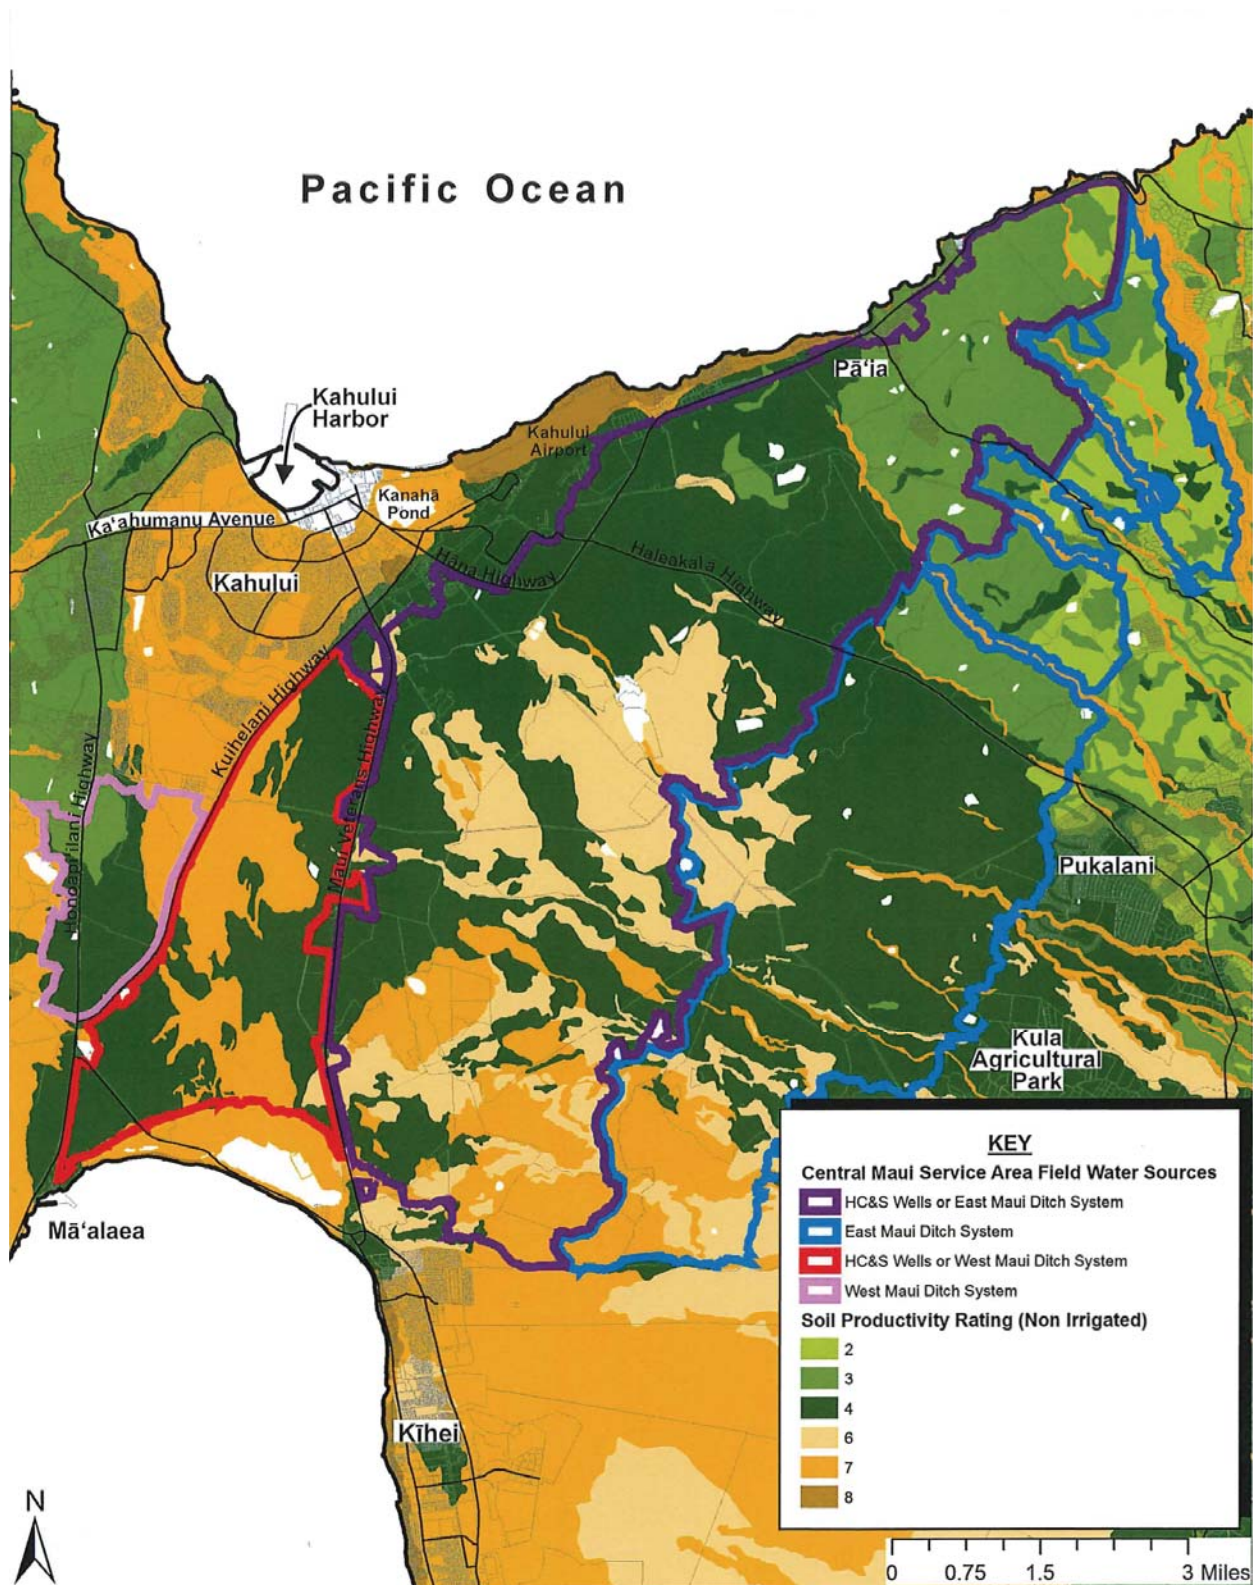 Pacific Ocean
Kahului
Harbor
Pā‘ia
Kahului
Airport
Kanahā
Pond
Ka‘ahumanu Avenue
Hāna Highway
Haleakalā Highway
Kahului
Kuihelani Highway
Maui Veterans Highway
Honoapi‘ilani Highway
Pukalani
Kula
Agricultural
Park
Mā‘alaea
Kīhei
KEY
Central Maui Service Area Field Water Sources
HC&S Wells or East Maui Ditch System
East Maui Ditch System
HC&S Wells or West Maui Ditch System
West Maui Ditch System
Soil Productivity Rating (Non Irrigated)
2
3
4
6
7
8
N
0 0.75 1.5 3 Miles